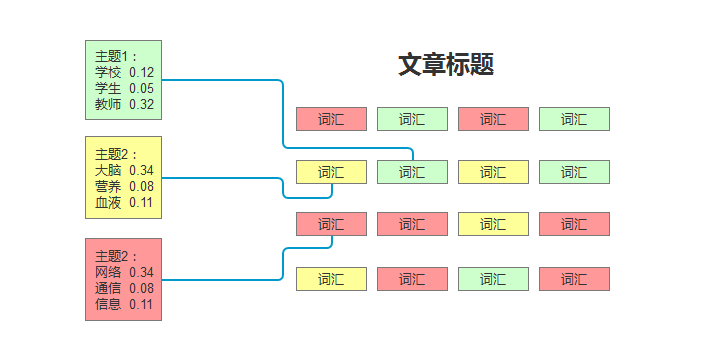 主题1：
学校 0.12
学生 0.05
教师 0.32
主题2：
大脑 0.34
营养 0.08
血液 0.11
主题2：
网络 0.34
通信 0.08
信息 0.11
文章标题
词汇 词汇 词汇 词汇
词汇 词汇 词汇 词汇
词汇 词汇 词汇 词汇
词汇 词汇 词汇 词汇